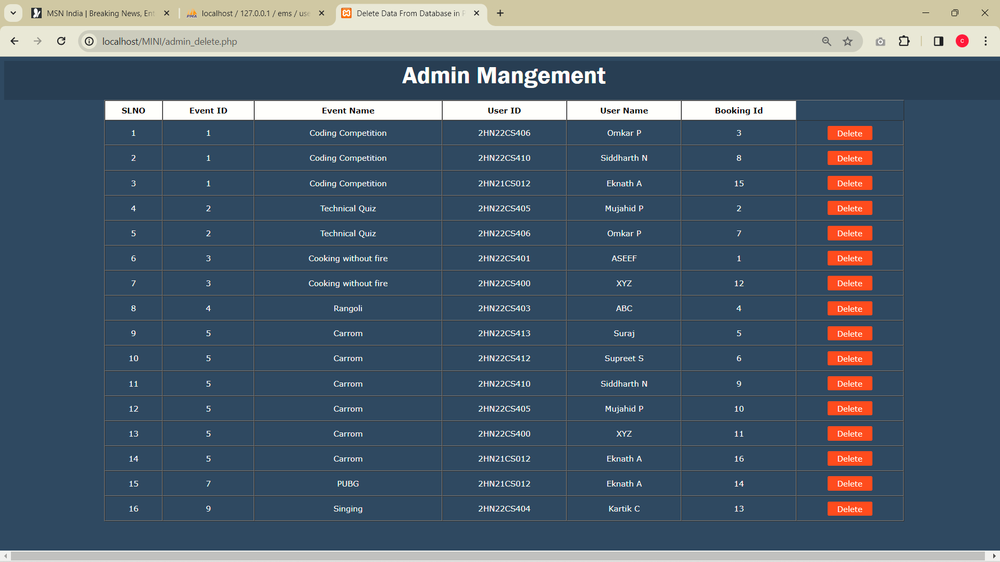 MSN India | Breaking News, Ent
PMA localhost / 127.0.0.1 / ems / use
Delete Data From Database in P
localhost/MINI/admin_delete.php
C
Admin Mangement
SLNO Event ID Event Name User ID User Name Booking Id
1 1 Coding Competition 2HN22CS406 Omkar P 3 Delete
2 1 Coding Competition 2HN22CS410 Siddharth N 8 Delete
3 1 Coding Competition 2HN21CS012 Eknath A 15 Delete
4 2 Technical Quiz 2HN22CS405 Mujahid P 2 Delete
5 2 Technical Quiz 2HN22CS406 Omkar P 7 Delete
6 3 Cooking without fire 2HN22CS401 ASEEF 1 Delete
7 3 Cooking without fire 2HN22CS400 XYZ 12 Delete
8 4 Rangoli 2HN22CS403 ABC 4 Delete
9 5 Carrom 2HN22CS413 Suraj 5 Delete
10 5 Carrom 2HN22CS412 Supreet S 6 Delete
11 5 Carrom 2HN22CS410 Siddharth N 9 Delete
12 5 Carrom 2HN22CS405 Mujahid P 10 Delete
13 5 Carrom 2HN22CS400 XYZ 11 Delete
14 5 Carrom 2HN21CS012 Eknath A 16 Delete
15 7 PUBG 2HN21CS012 Eknath A 14 Delete
16 9 Singing 2HN22CS404 Kartik C 13 Delete